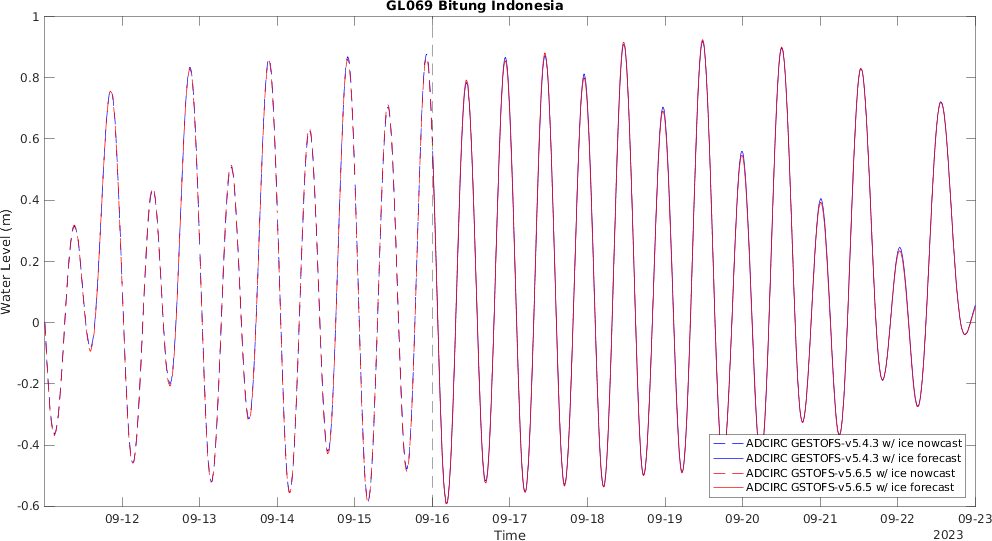 GL069 Bitung Indonesia
1
0.8
0.6
0.4
0.2
0
-0.2
-0.4
-0.6
Water Level (m)
ADCIRC GESTOFS-v5.4.3 w/ ice nowcast
ADCIRC GESTOFS-v5.4.3 w/ ice forecast
ADCIRC GSTOFS-v5.6.5 w/ ice nowcast
ADCIRC GSTOFS-v5.6.5 w/ ice forecast
09-12 09-13 09-14 09-15 09-16 09-17 09-18 09-19 09-20 09-21 09-22 09-23
Time
2023